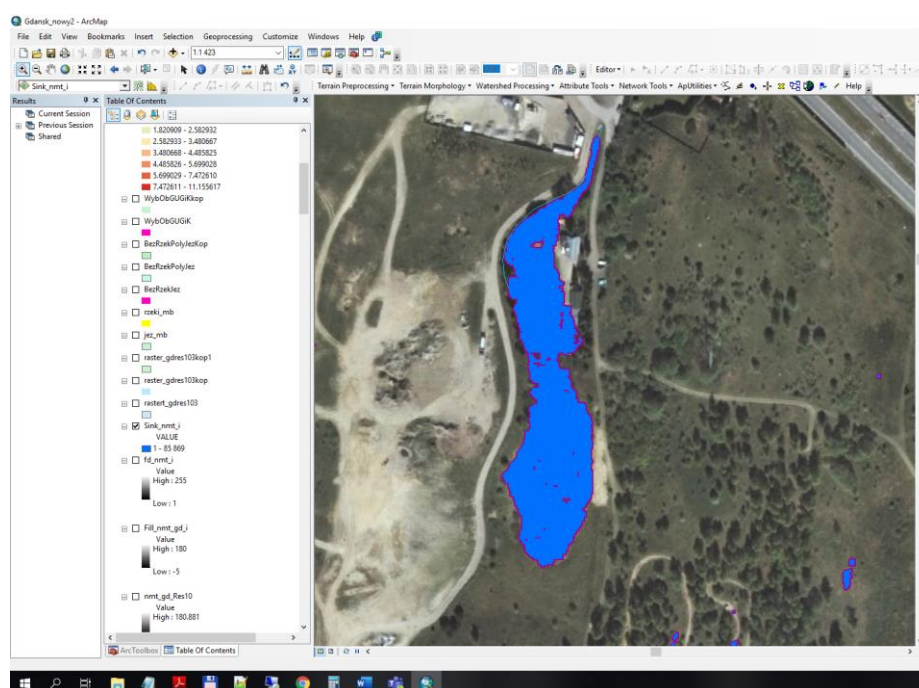 Gdansk_nowy2 - ArcMap
File Edit View Bookmarks Insert Selection Geoprocessing Customize Windows Help
1:1 423
Editor
Sink_nmt_i
Terrain Preprocessing Terrain Morphology Watershed Processing Attribute Tools Network Tools ApUtilities Help
Results
Current Session
Previous Session
Shared
Table Of Contents
1.820909 - 2.582932
2.582933 - 3.480667
3.480668 - 4.485825
4.485826 - 5.699028
5.699029 - 7.472610
7.472611 - 11.155617
WybObGUGiKkop
WybObGUGiK
BezRzekPolyJezKop
BezRzekPolyJez
BezRzekJez
rzeki_mb
jez_mb
raster_gdres103kop1
raster_gdres103kop
rastert_gdres103
Sink_nmt_i
VALUE
1 - 85 869
fd_nmt_i
Value
High : 255
Low : 1
Fill_nmt_gd_i
Value
High : 180
Low : -5
nmt_gd_Res10
Value
High : 180.881
ArcToolbox Table Of Contents